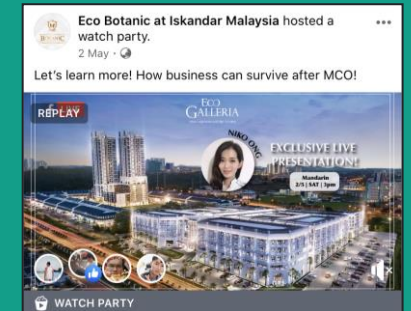 Eco Botanic at Iskandar Malaysia hosted a
watch party.
2 May ·
Let's learn more! How business can survive after MCO!
REPLAY
ECO
GALLERIA
NIKO ONG
EXCLUSIVE LIVE
PRESENTATION!
Mandarin
2/5 | SAT | 3pm
WATCH PARTY